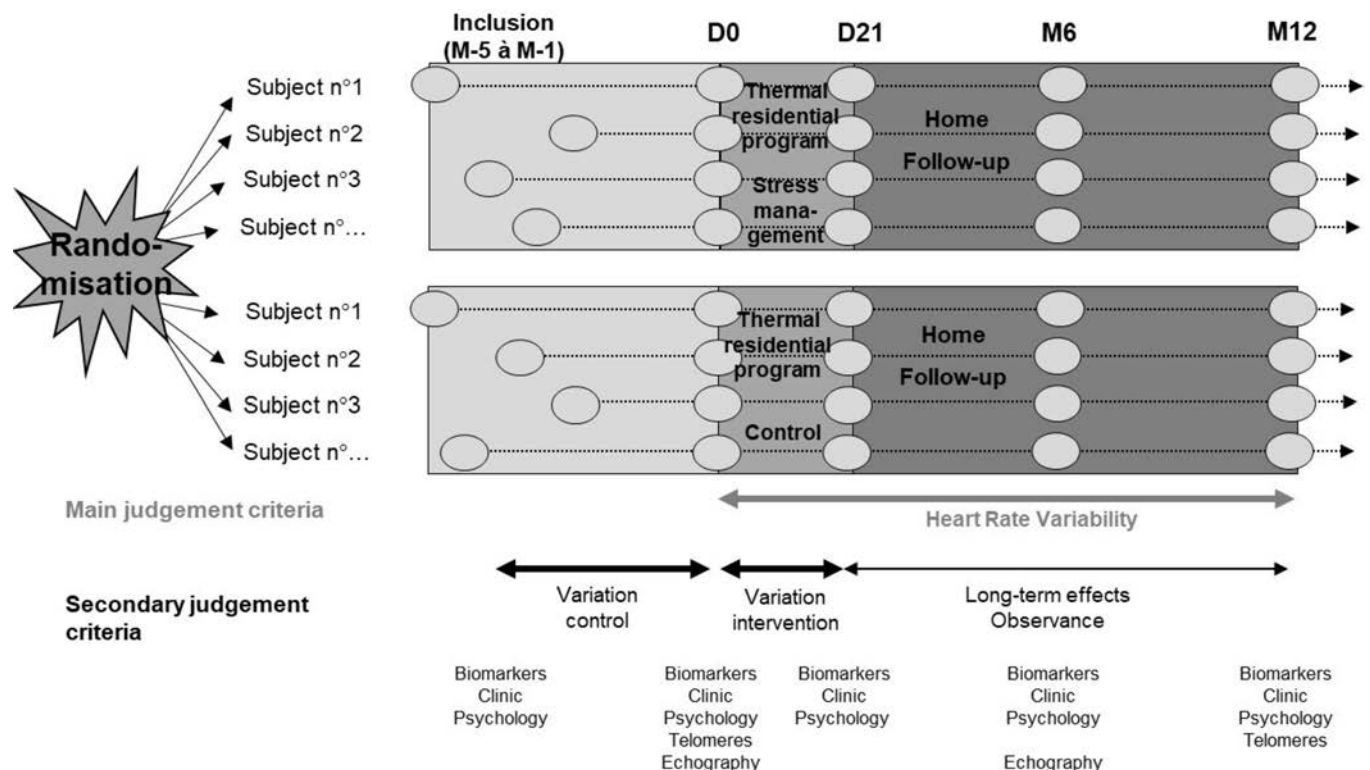 Inclusion
(M-5 à M-1)
D0
D21
M6
M12
Rando-
misation
Subject n°1
Subject n°2
Subject n°3
Subject n°…
Thermal
residential
program
Stress
mana-
gement
Home
Follow-up
Subject n°1
Subject n°2
Subject n°3
Subject n°…
Thermal
residential
program
Control
Home
Follow-up
Main judgement criteria
Heart Rate Variability
Secondary judgement
criteria
Variation
control
Variation
intervention
Long-term effects
Observance
Biomarkers
Clinic
Psychology
Biomarkers
Clinic
Psychology
Telomeres
Echography
Biomarkers
Clinic
Psychology
Biomarkers
Clinic
Psychology
Echography
Biomarkers
Clinic
Psychology
Telomeres